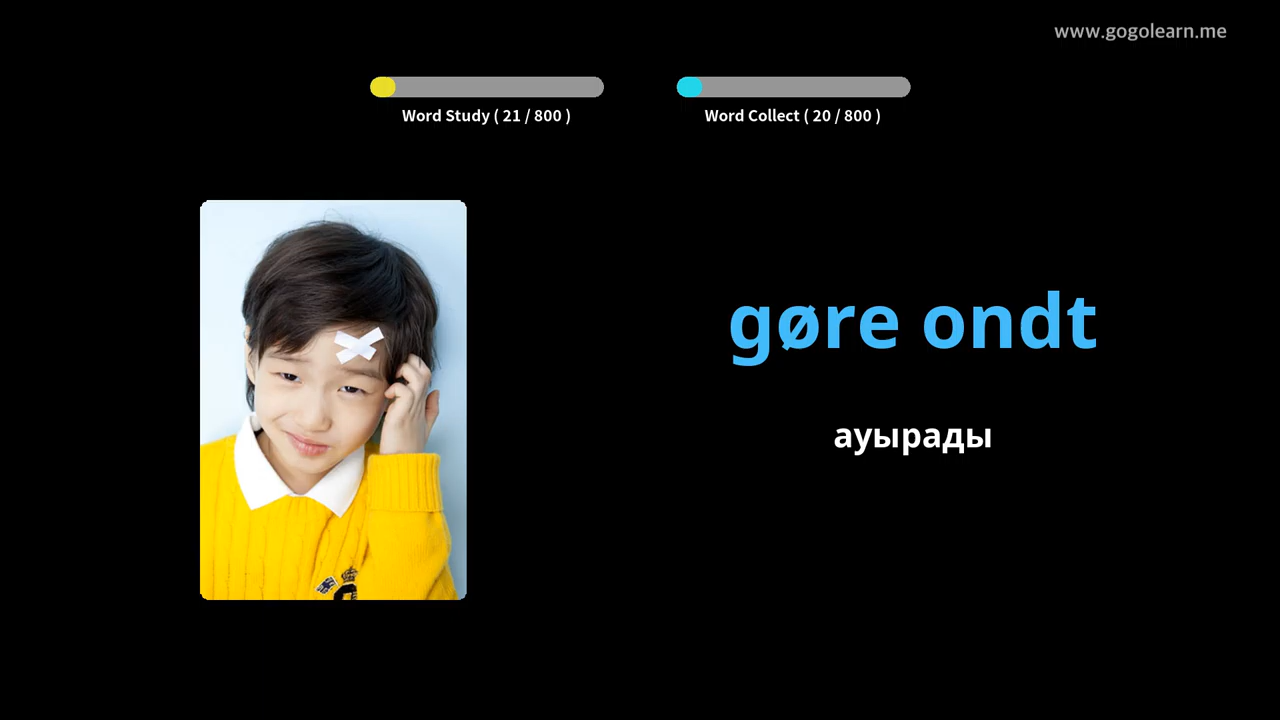 www.gogolearn.me
Word Study ( 21 / 800 )
Word Collect ( 20 / 800 )
gøre ondt
ауырады